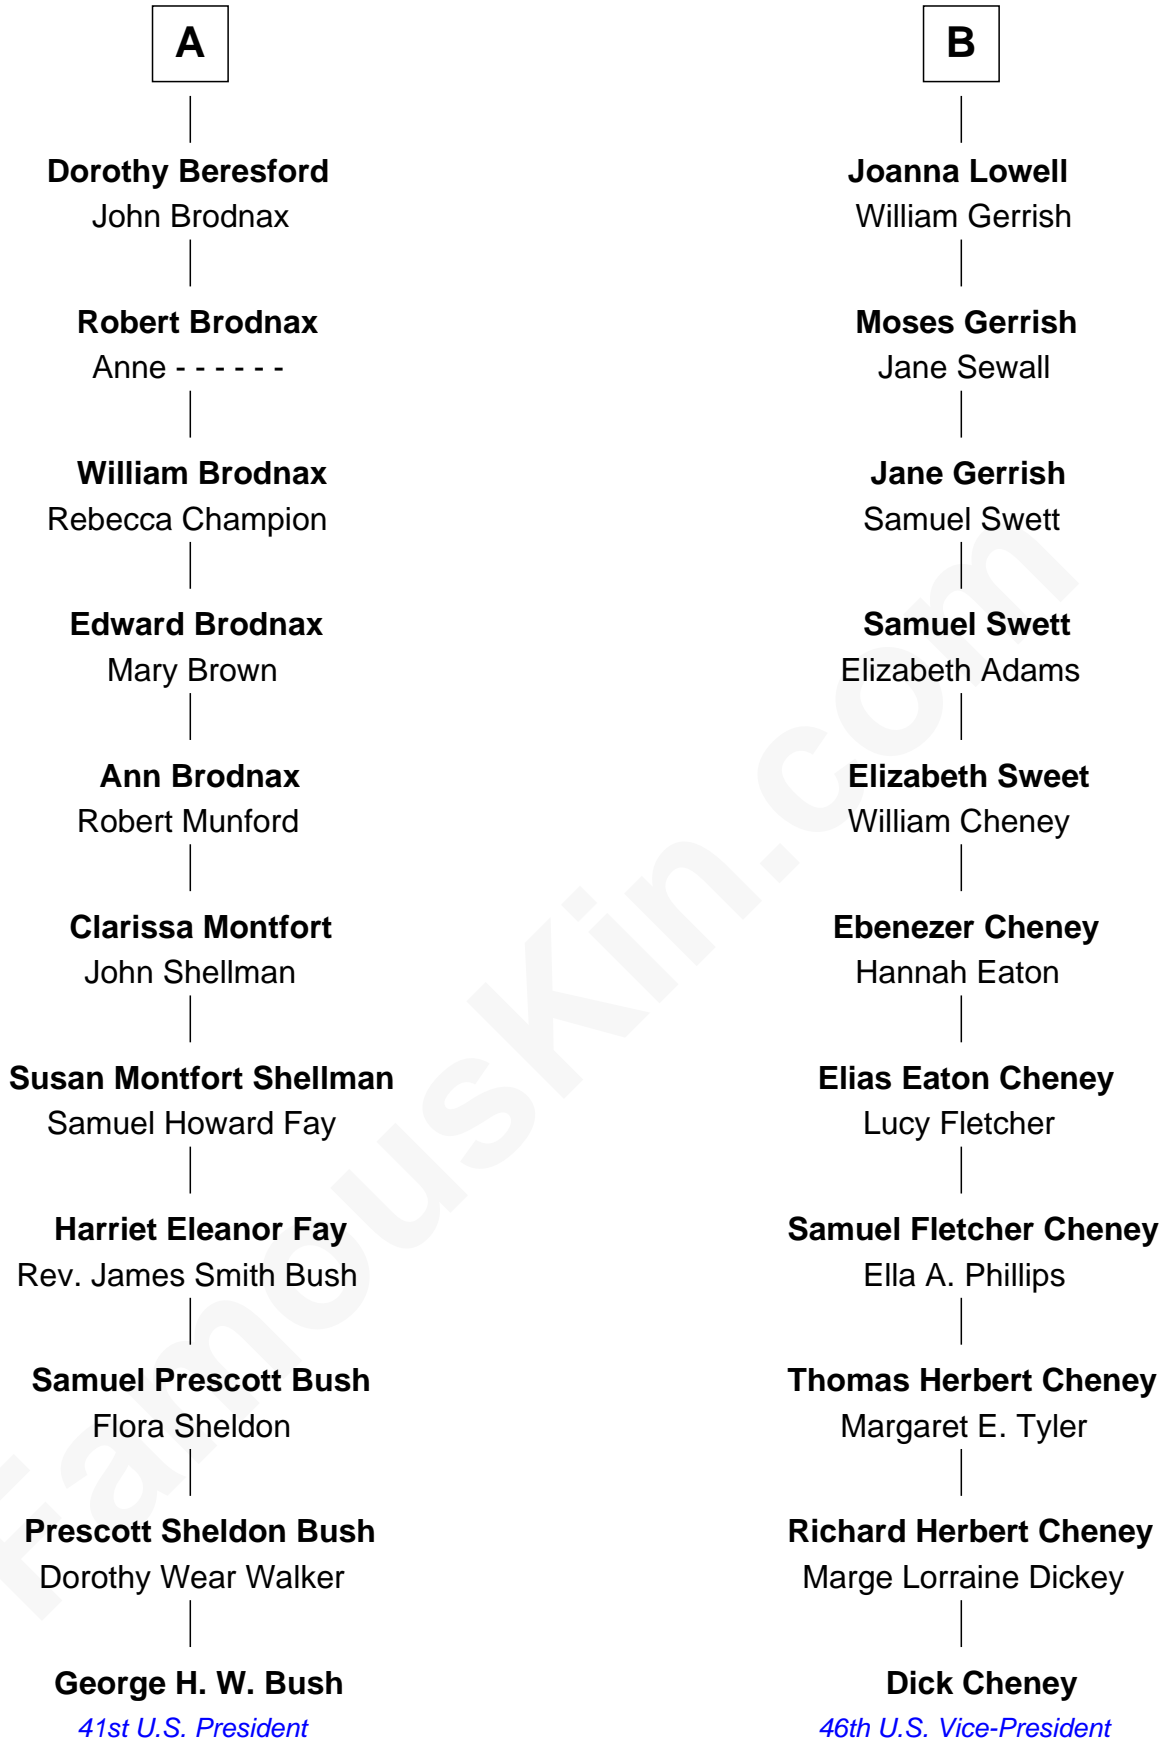 A
Dorothy Beresford
John Brodnax
Robert Brodnax
Anne - - - - - -
William Brodnax
Rebecca Champion
Edward Brodnax
Mary Brown
Ann Brodnax
Robert Munford
Clarissa Montfort
John Shellman
Susan Montfort Shellman
Samuel Howard Fay
Harriet Eleanor Fay
Rev. James Smith Bush
Samuel Prescott Bush
Flora Sheldon
Prescott Sheldon Bush
Dorothy Wear Walker
George H. W. Bush
41st U.S. President
B
Joanna Lowell
William Gerrish
Moses Gerrish
Jane Sewall
Jane Gerrish
Samuel Swett
Samuel Swett
Elizabeth Adams
Elizabeth Sweet
William Cheney
Ebenezer Cheney
Hannah Eaton
Elias Eaton Cheney
Lucy Fletcher
Samuel Fletcher Cheney
Ella A. Phillips
Thomas Herbert Cheney
Margaret E. Tyler
Richard Herbert Cheney
Marge Lorraine Dickey
Dick Cheney
46th U.S. Vice-President
FamousKin.com